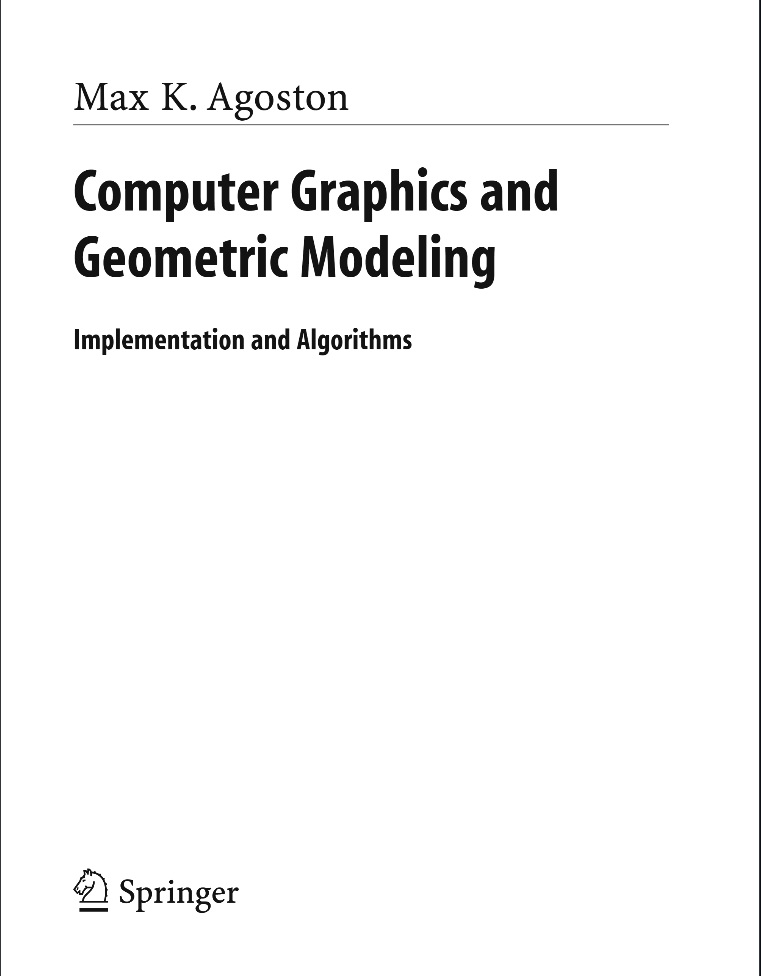 Max K. Agoston
Computer Graphics and
Geometric Modeling
Implementation and Algorithms
Springer